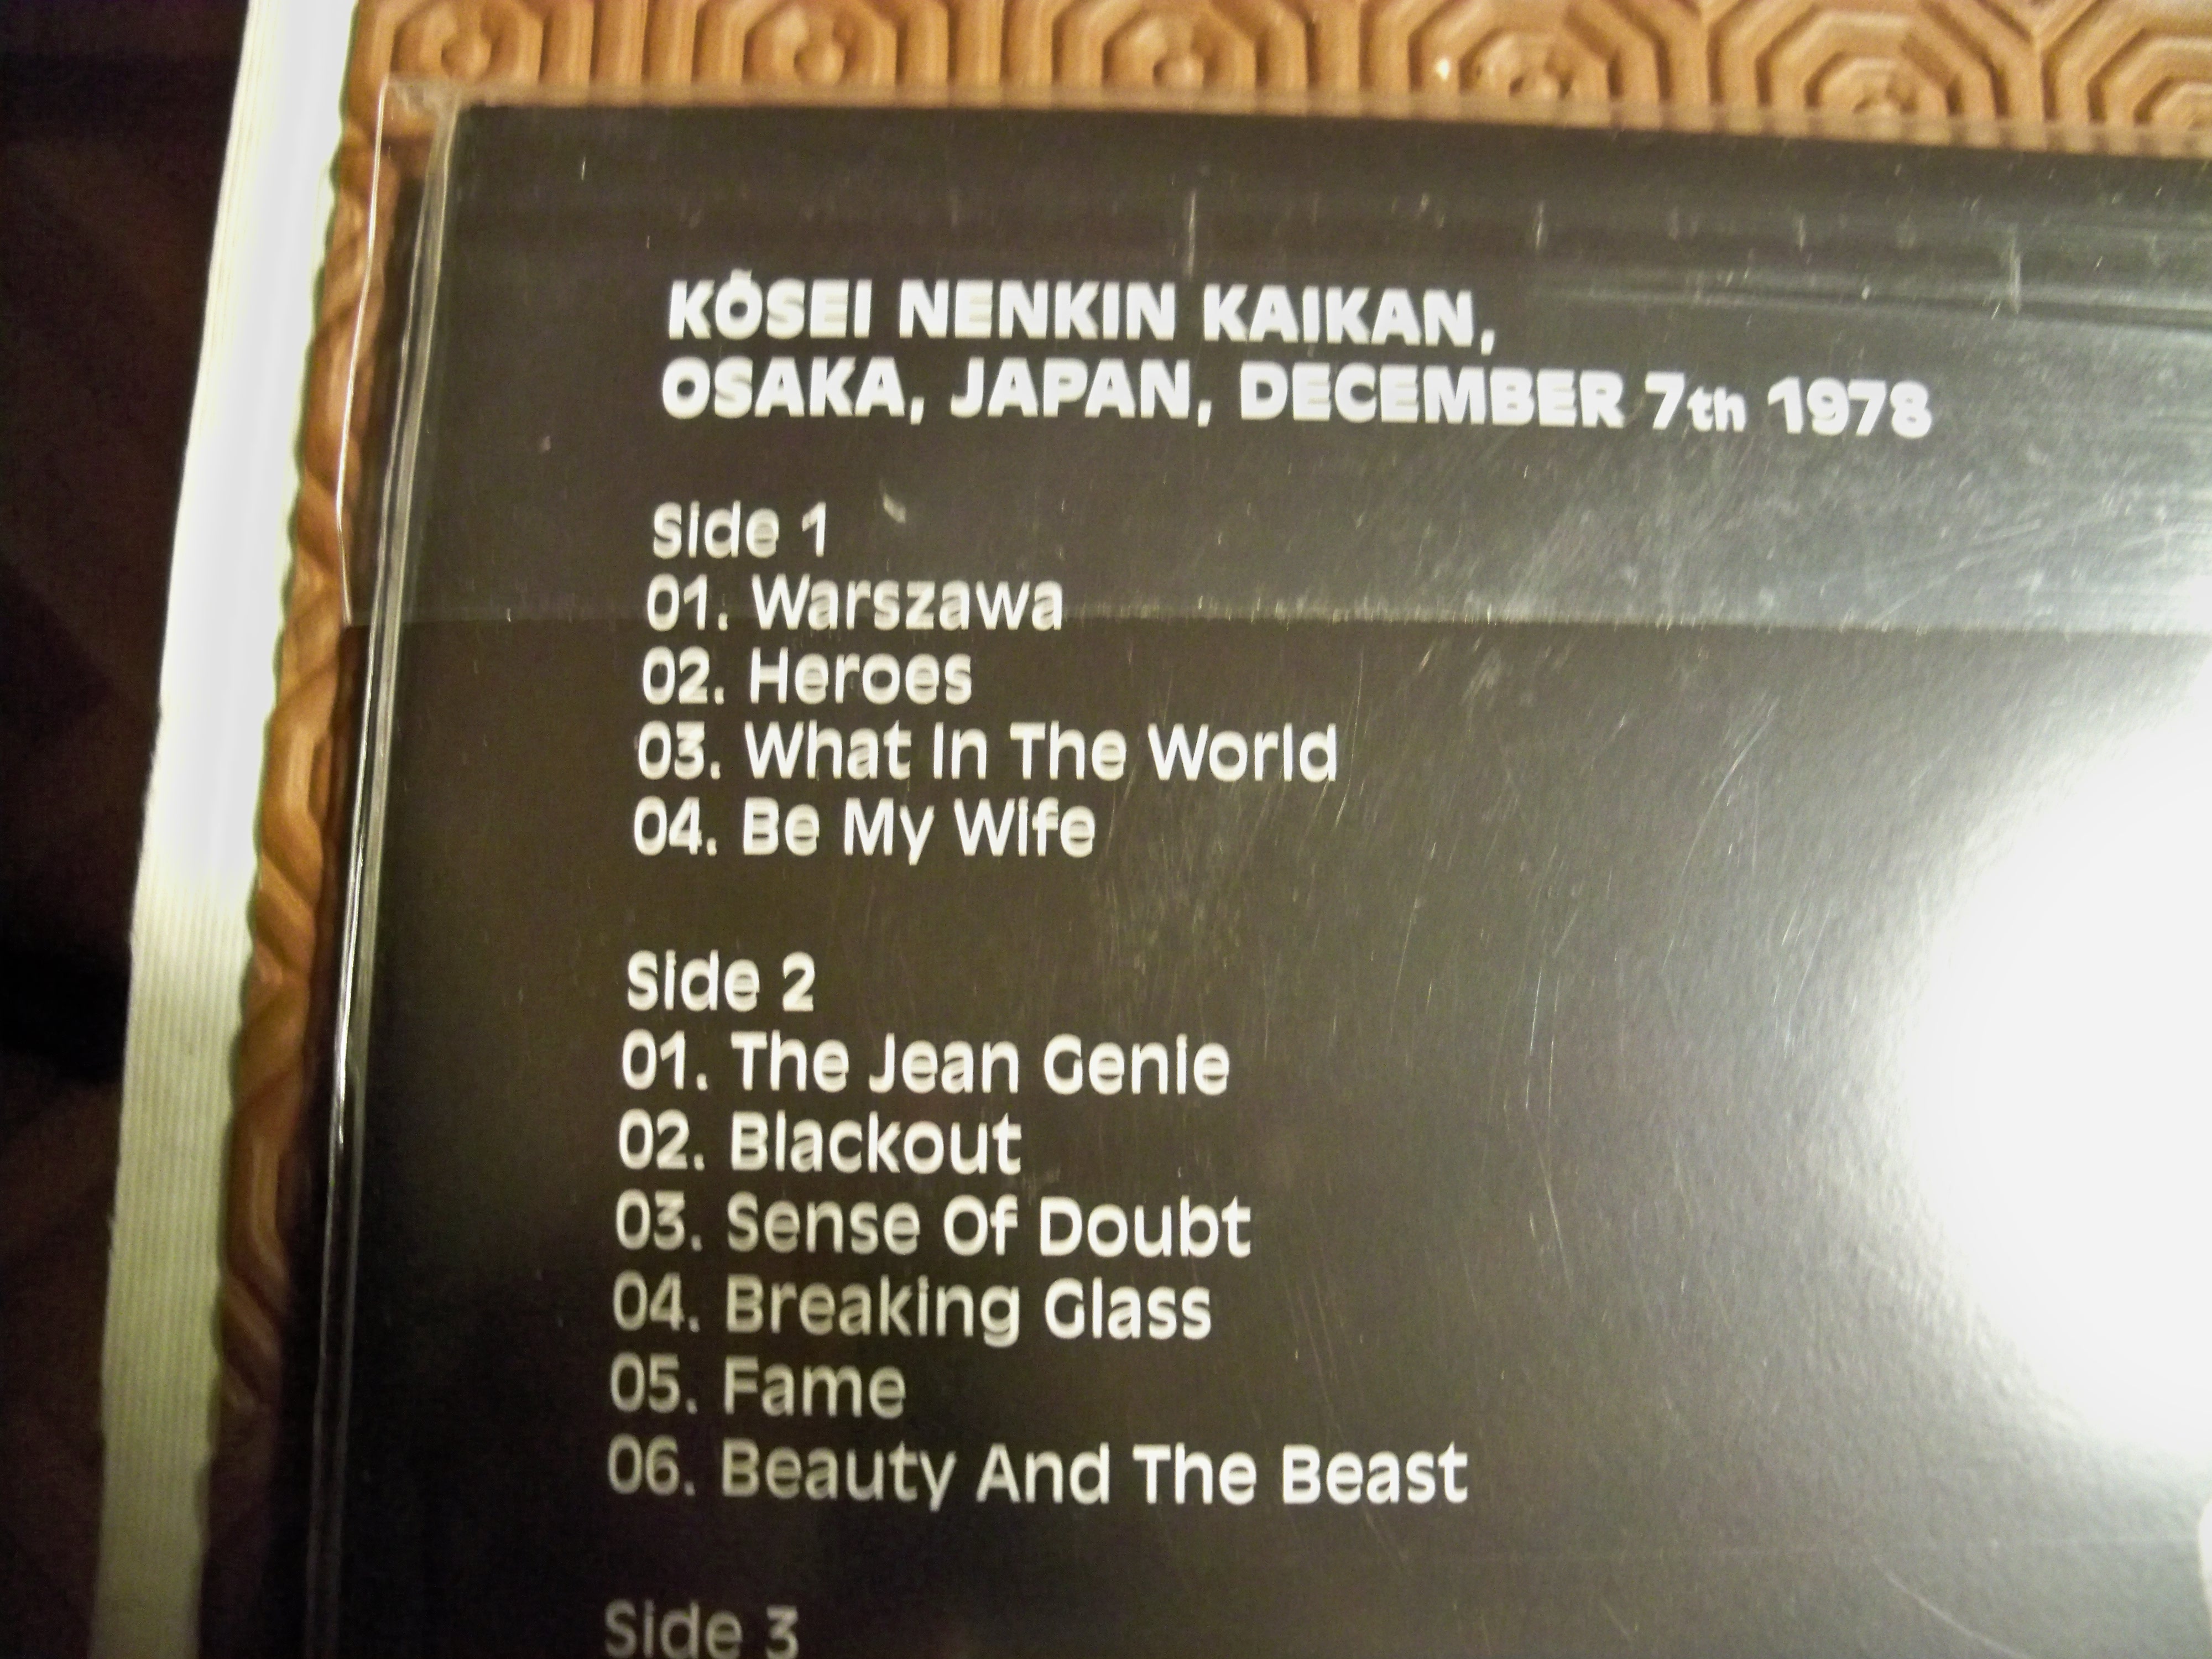 KŌSEI NENKIN KAIKAN,
OSAKA, JAPAN, DECEMBER 7th 1978
Side 1
01. Warszawa
02. Heroes
03. What In The World
04. Be My Wife
Side 2
01. The Jean Genie
02. Blackout
03. Sense Of Doubt
04. Breaking Glass
05. Fame
06. Beauty And The Beast
Side 3